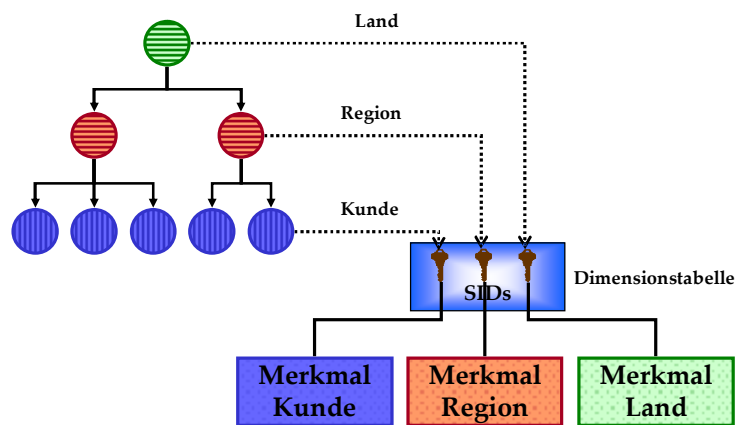 Land
Region
Kunde
SIDs
Dimensionstabelle
Merkmal
Kunde
Merkmal
Region
Merkmal
Land